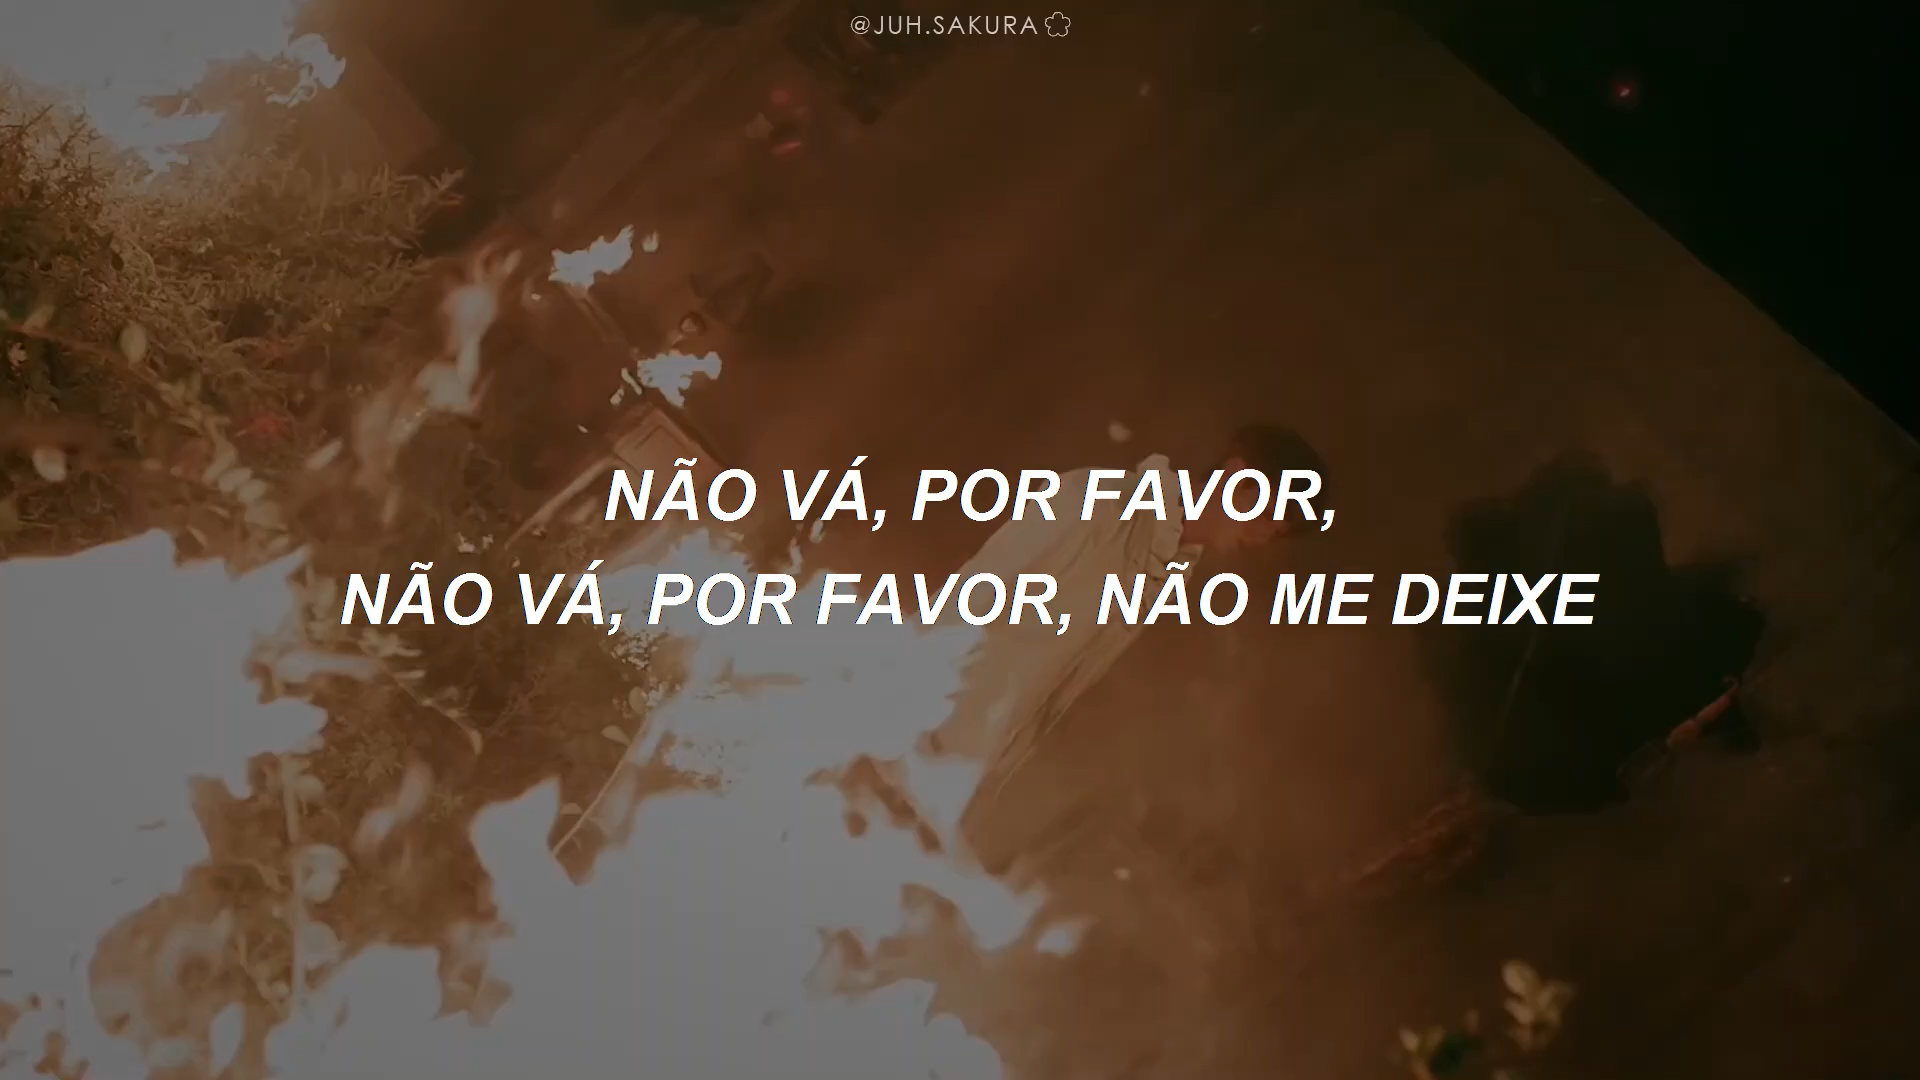 @JUH.SAKURA
NÃO VÁ, POR FAVOR,
NÃO VÁ, POR FAVOR, NÃO ME DEIXE